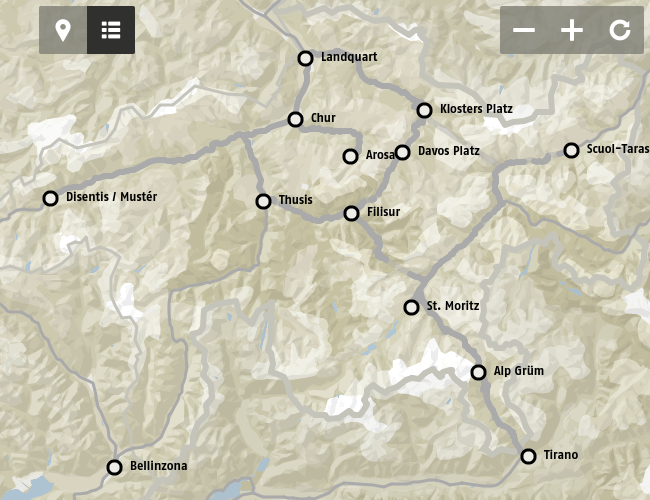 Landquart
Klosters Platz
Chur
Arosa
Davos Platz
Scuol-Taras
Disentis / Mustér
Thusis
Filisur
St. Moritz
Alp Grüm
Tirano
Bellinzona